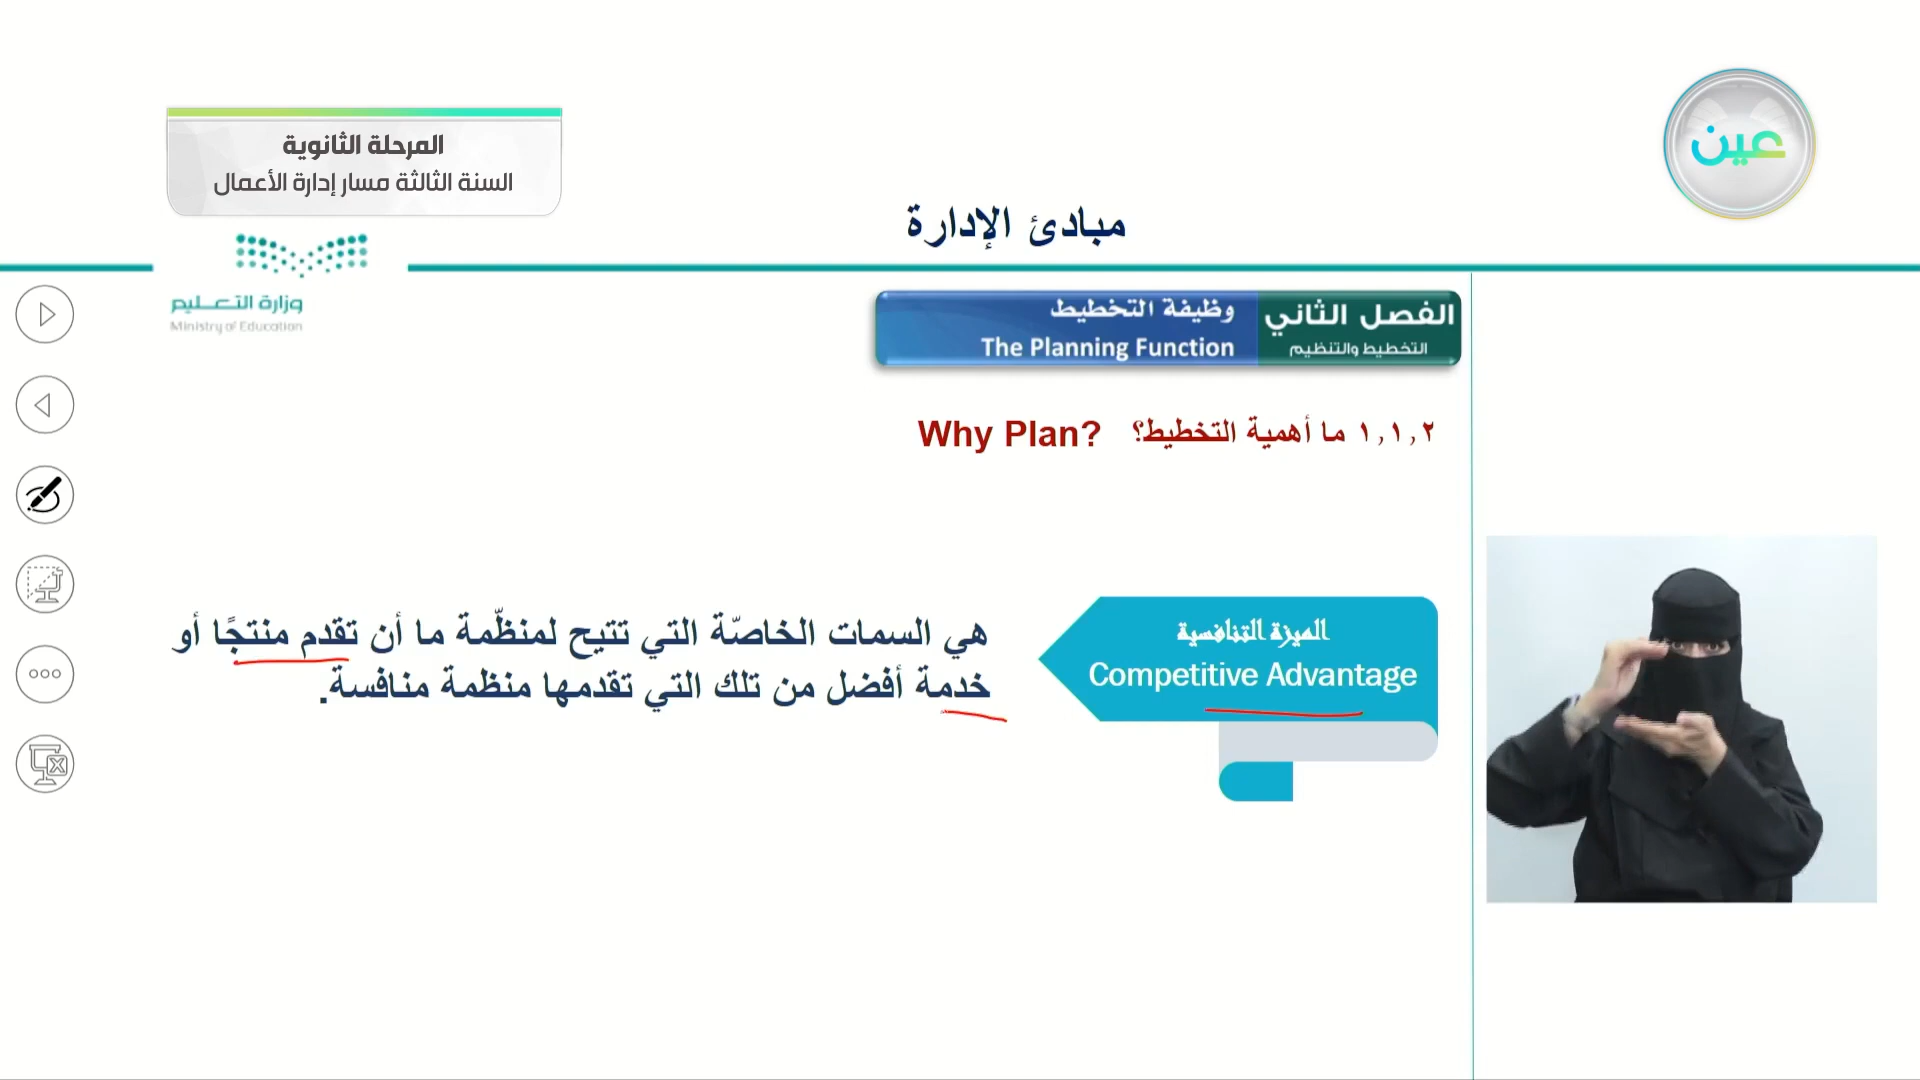 المرحلة الثانوية
السنة الثالثة مسار إدارة الأعمال
عين
مبادئ الإدارة
وزارة التعليم
Ministry of Education
الفصل الثاني
التخطيط والتنظيم
وظيفة التخطيط
The Planning Function
١,١,٢ ما أهمية التخطيط؟ Why Plan?
الميزة التنافسية
Competitive Advantage
هي السمات الخاصّة التي تتيح لمنظّمة ما أن تقدم منتجًا أو
خدمة أفضل من تلك التي تقدمها منظمة منافسة.